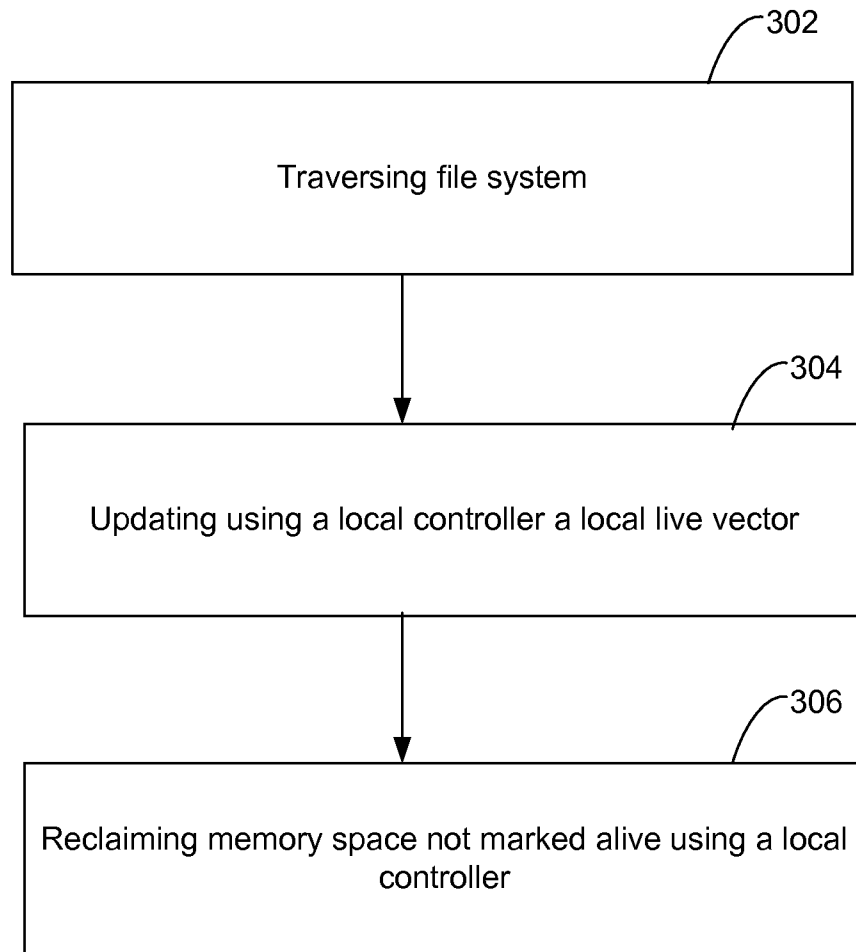 302
Traversing file system
304
Updating using a local controller a local live vector
306
Reclaiming memory space not marked alive using a local
controller